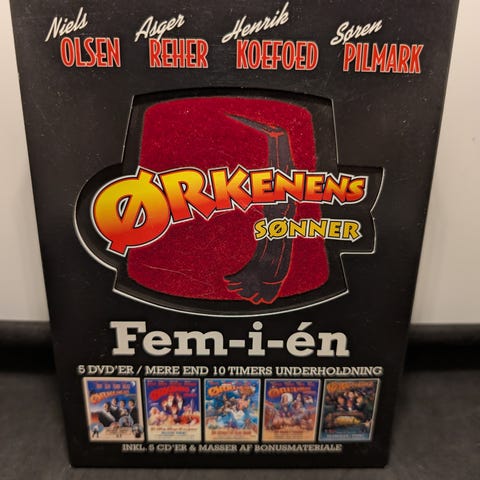 Niels OLSEN Asger REHER Henrik KOEFOED Søren PILMARK
ØRKENENS
SØNNER
Fem-i-én
5 DVD'ER / MERE END 10 TIMERS UNDERHOLDNING
INKL. 5 CD'ER & MASSER AF BONUSMATERIALE